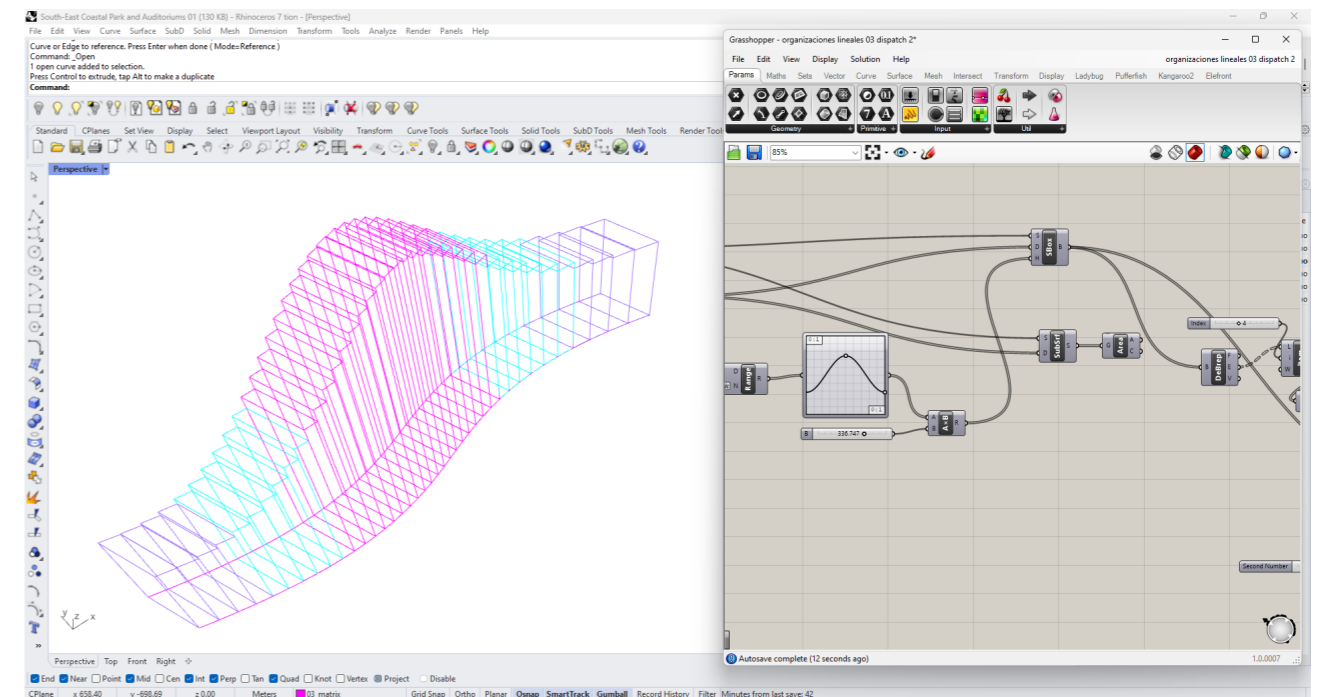 South-East Coastal Park and Auditoriums 01 (130 KB) - Rhinoceros 7 tion - [Perspective]
File Edit View Curve Surface SubD Solid Mesh Dimension Transform Tools Analyze Render Panels Help
Curve or Edge to reference. Press Enter when done ( Mode=Reference )
Command: _Open
1 open curve added to selection.
Press Control to extrude, tap Alt to make a duplicate
Command:
Standard CPlanes Set View Display Select Viewport Layout Visibility Transform Curve Tools Surface Tools Solid Tools SubD Tools Mesh Tools Render Tool
Perspective
y z x
Perspective Top Front Right
End Near Point Mid Cen Int Perp Tan Quad Knot Vertex Project Disable
CPlane x 658.40 y -698.69 z 0.00 Meters 03_matrix Grid Snap Ortho Planar Osnap SmartTrack Gumball Record History Filter Minutes from last save: 42
Grasshopper - organizaciones lineales 03 dispatch 2*
File Edit View Display Solution Help organizaciones lineales 03 dispatch 2
Params Maths Sets Vector Curve Surface Mesh Intersect Transform Display Ladybug Pufferfish Kangaroo2 Elefront
Geometry + Primitive + Input + Util +
85%
S D H SBox B
Index 4
0:1
S D SubSrf S
G Area A C
D N Range R
S DeBrep F E V
L i W
0:1
A B A×B R
B 336.747
Second Number
Autosave complete (12 seconds ago) 1.0.0007